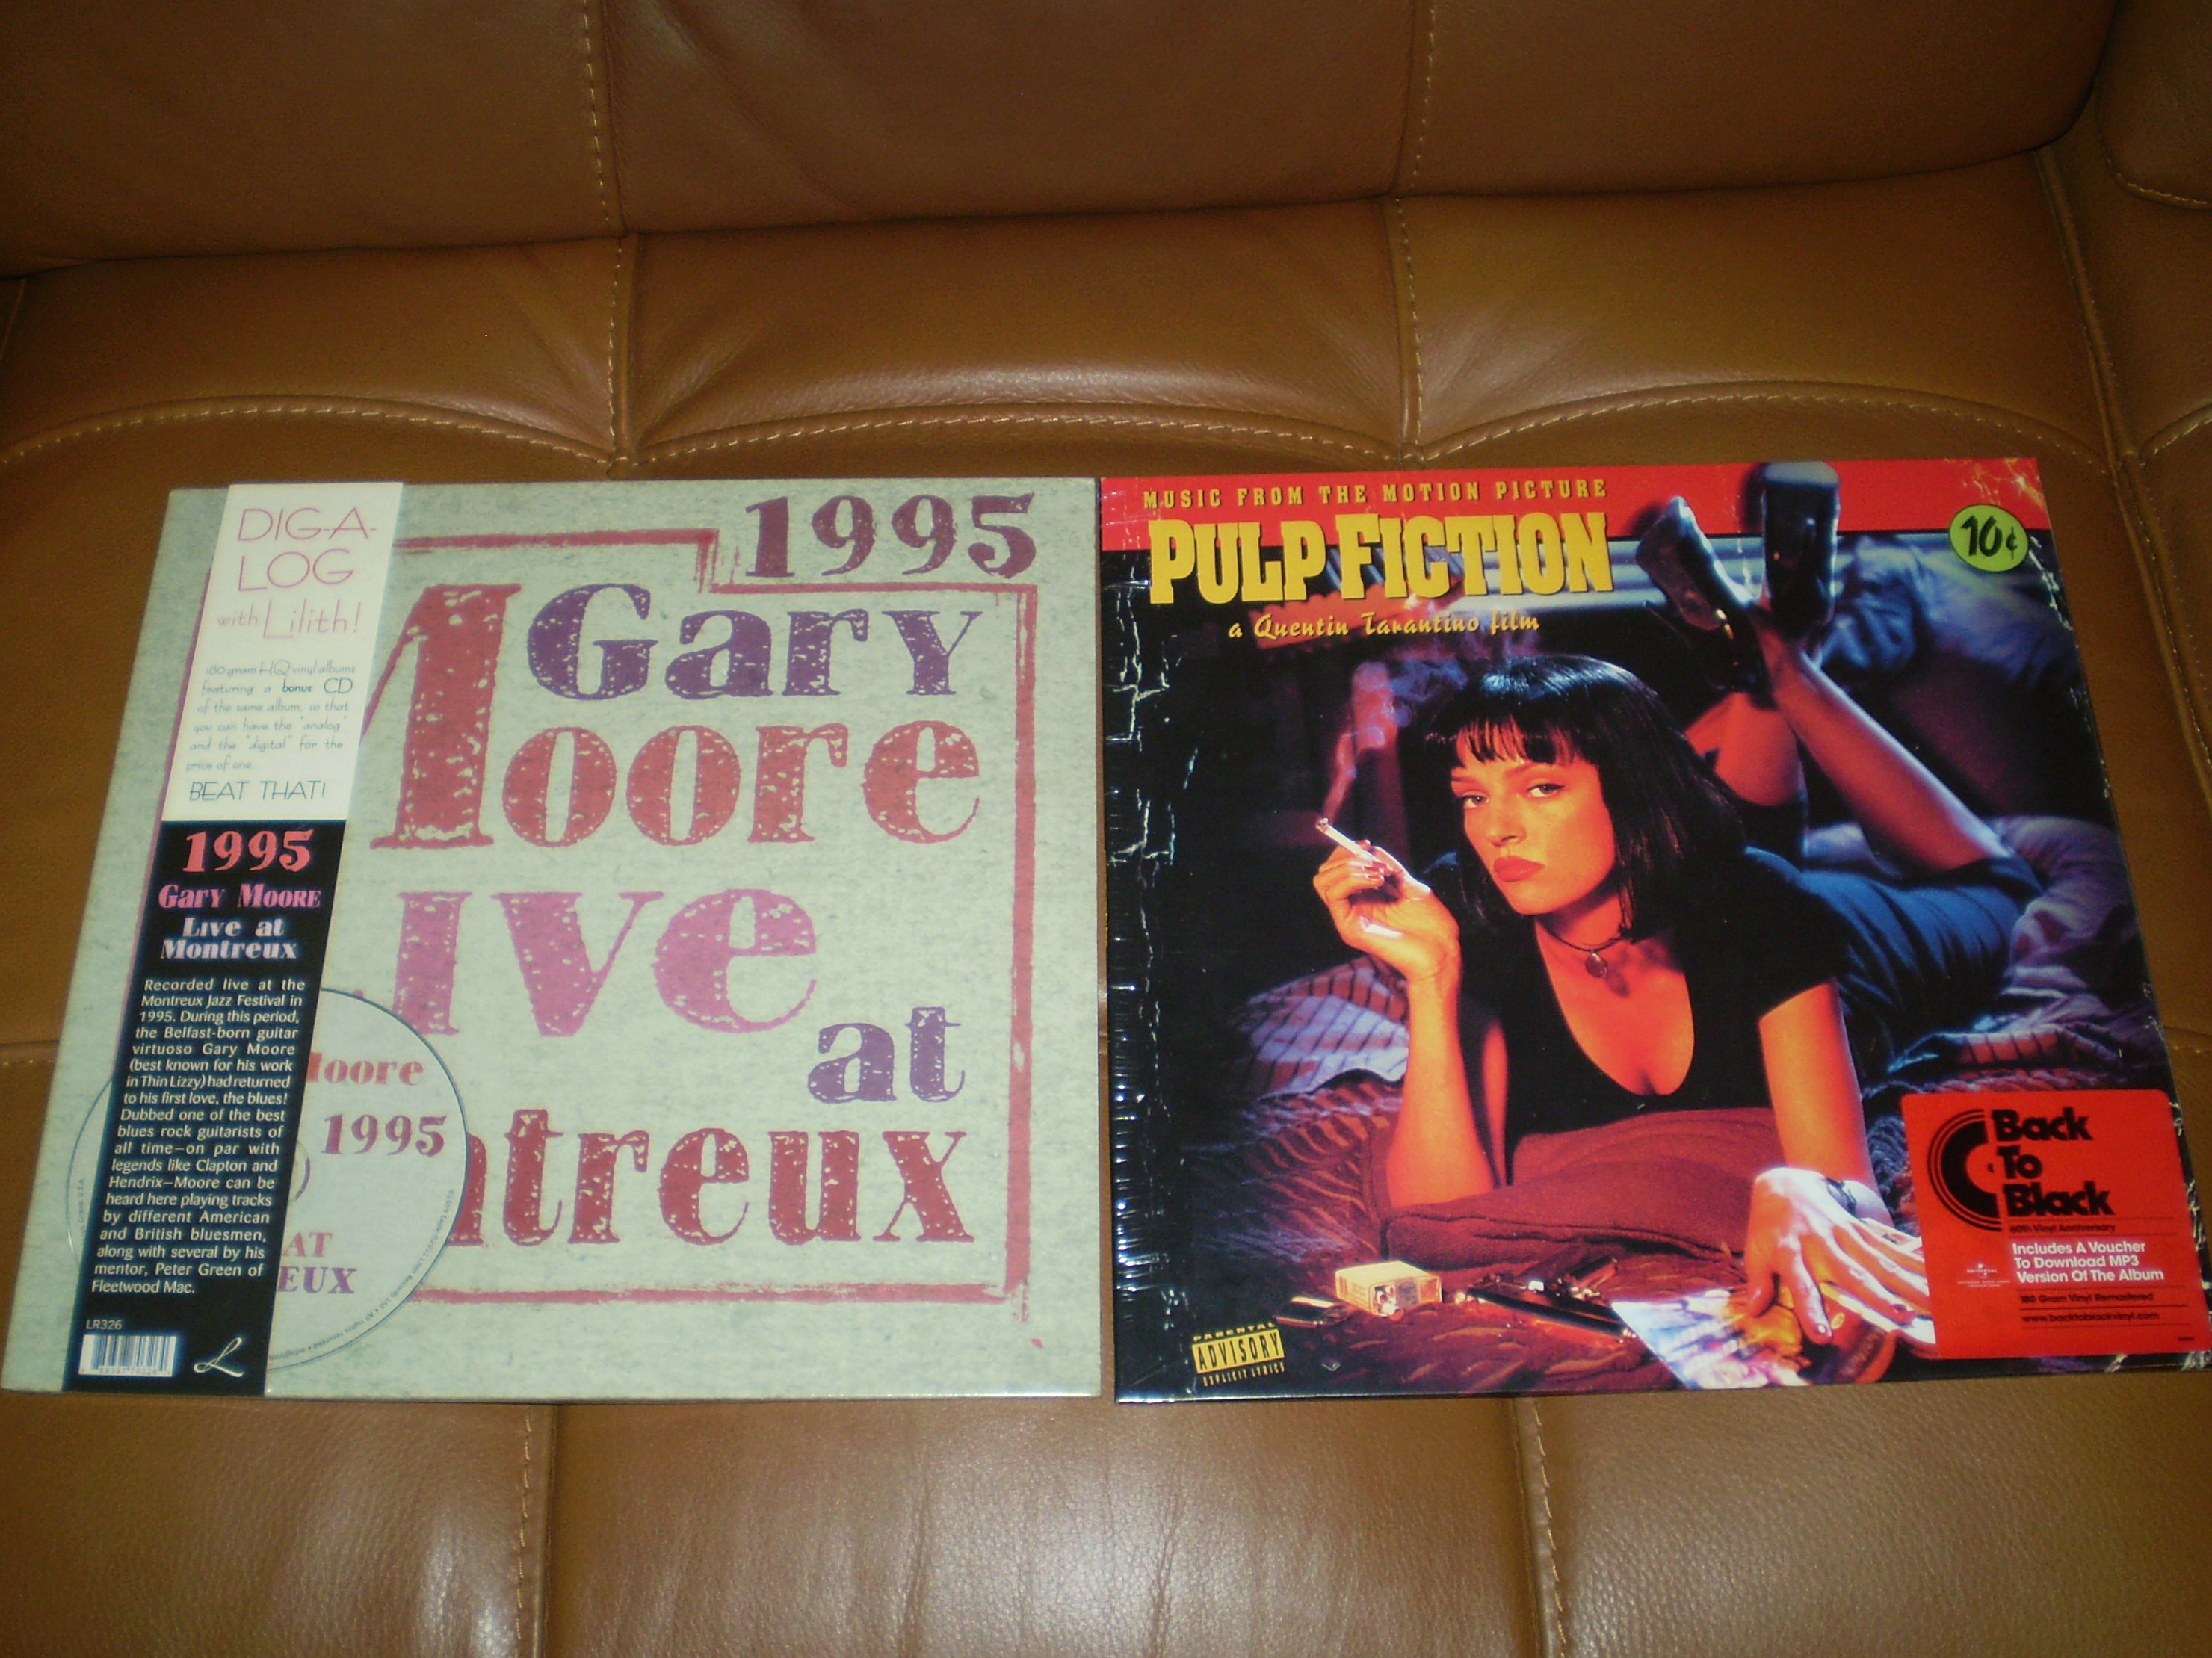 DIG-A-
LOG
with Lilith!
180 gram HQ vinyl albums
featuring a bonus CD
of the same album, so that
you can have the "analog"
and the "digital" for the
price of one.
BEAT THAT!
1995
Gary Moore
Live at
Montreux
Recorded live at the
Montreux Jazz Festival in
1995. During this period,
the Belfast-born guitar
virtuoso Gary Moore
(best known for his work
in Thin Lizzy) had returned
to his first love, the blues!
Dubbed one of the best
blues rock guitarists of
all time—on par with
legends like Clapton and
Hendrix—Moore can be
heard here playing tracks
by different American
and British bluesmen,
along with several by his
mentor, Peter Green of
Fleetwood Mac.
LR326
1995
Gary
Moore
ive
at
ntreux
Moore
1995
AT
EUX
MUSIC FROM THE MOTION PICTURE
PULP FICTION
a Quentin Tarantino film
10¢
PARENTAL
ADVISORY
EXPLICIT LYRICS
Back
To
Black
60th Vinyl Anniversary
Includes A Voucher
To Download MP3
Version Of The Album
180 Gram Vinyl Remastered
www.backtoblackvinyl.com
UNIVERSAL